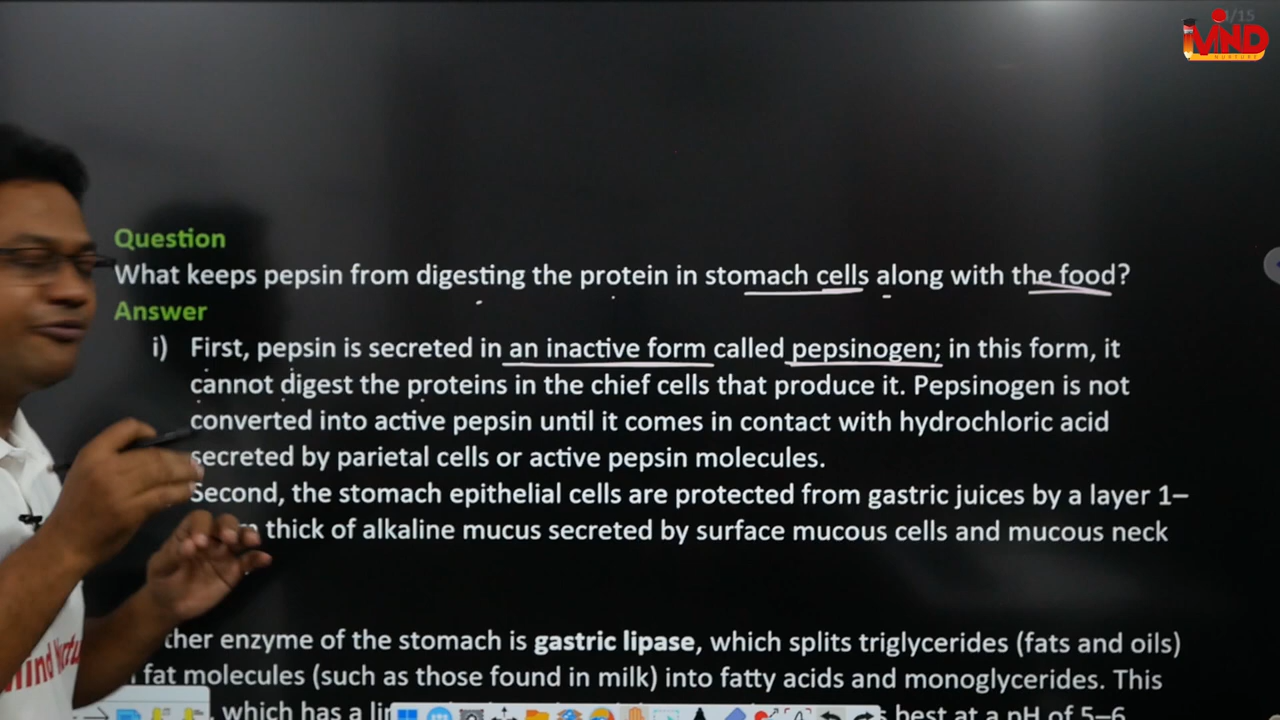 1/15
MIND
NURTURE
Question
What keeps pepsin from digesting the protein in stomach cells along with the food?
Answer
i) First, pepsin is secreted in an inactive form called pepsinogen; in this form, it
cannot digest the proteins in the chief cells that produce it. Pepsinogen is not
converted into active pepsin until it comes in contact with hydrochloric acid
secreted by parietal cells or active pepsin molecules.
Second, the stomach epithelial cells are protected from gastric juices by a layer 1–
thick of alkaline mucus secreted by surface mucous cells and mucous neck
ther enzyme of the stomach is gastric lipase, which splits triglycerides (fats and oils)
fat molecules (such as those found in milk) into fatty acids and monoglycerides. This
which has a li
best at a pH of 5–6